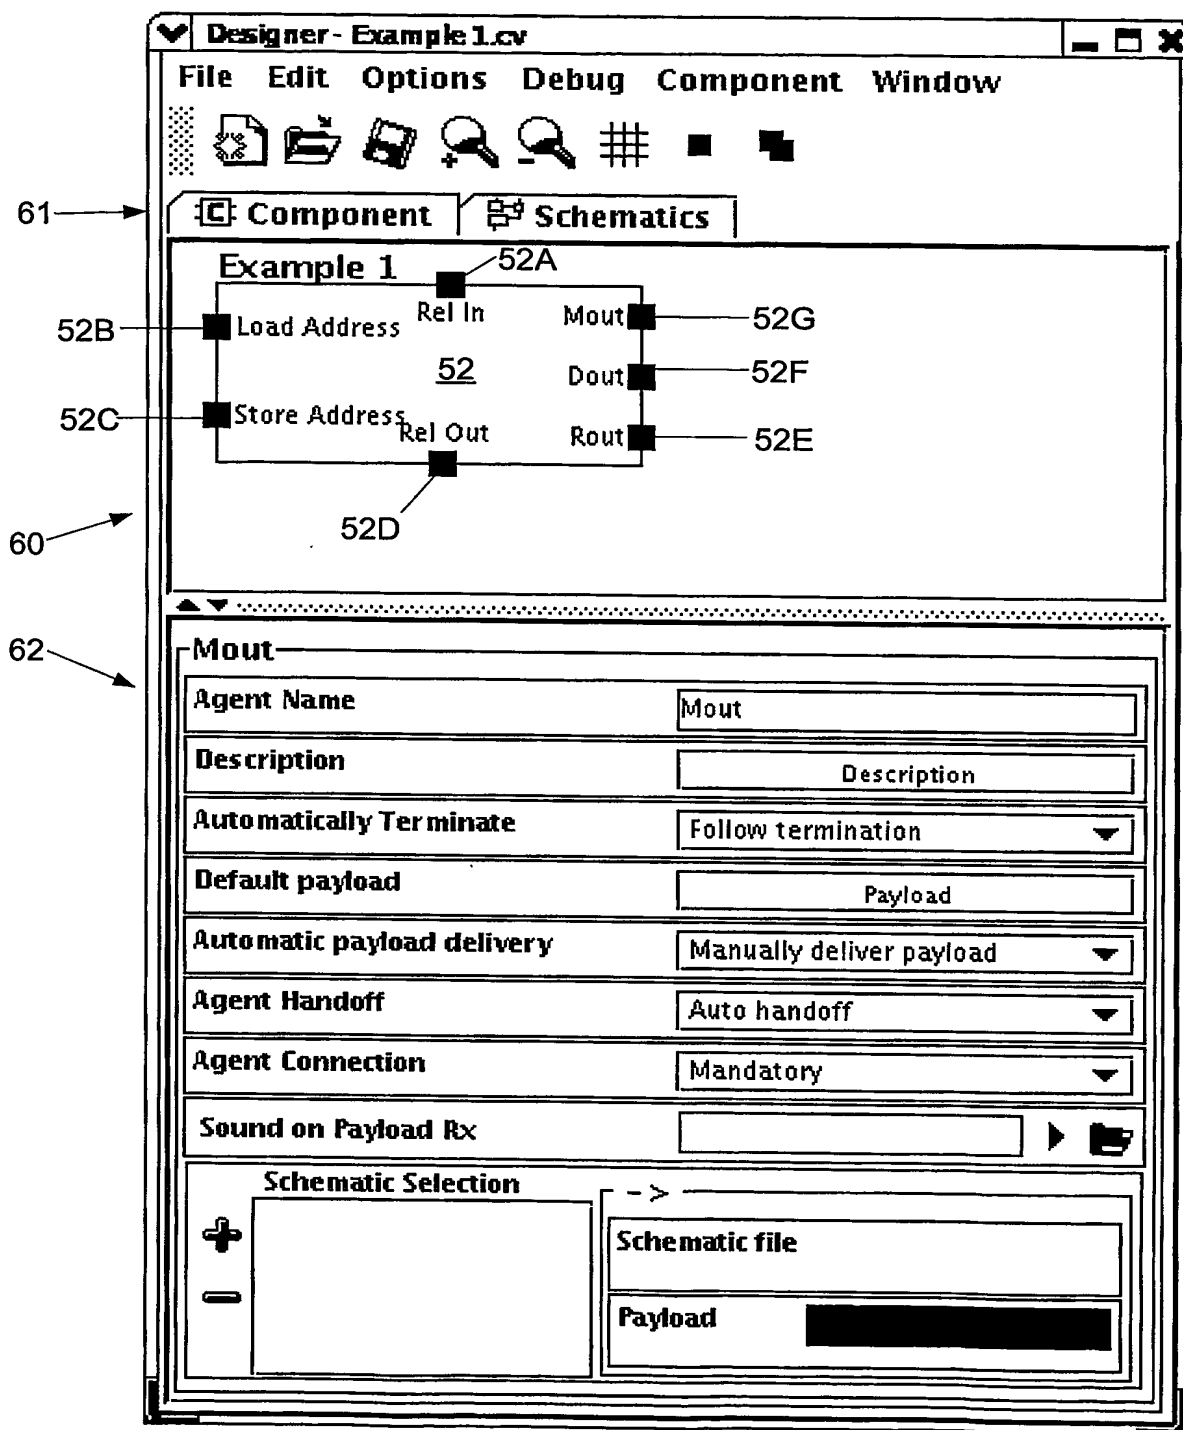 Designer - Example 1.cv
File Edit Options Debug Component Window
61
C Component Schematics
Example 1
52A
52B
Load Address
Rel In
Mout
52G
52
Dout
52F
52C
Store Address
Rel Out
Rout
52E
52D
60
62
Mout
Agent Name
Mout
Description
Description
Automatically Terminate
Follow termination
Default payload
Payload
Automatic payload delivery
Manually deliver payload
Agent Handoff
Auto handoff
Agent Connection
Mandatory
Sound on Payload Rx
Schematic Selection
- >
Schematic file
Payload